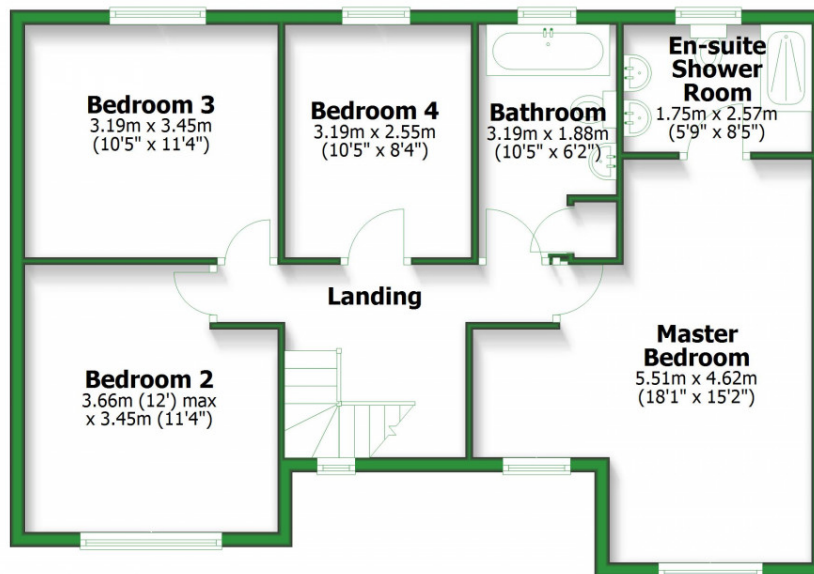 Bedroom 3
3.19m x 3.45m
(10'5" x 11'4")
Bedroom 4
3.19m x 2.55m
(10'5" x 8'4")
Bathroom
3.19m x 1.88m
(10'5" x 6'2")
En-suite
Shower
Room
1.75m x 2.57m
(5'9" x 8'5")
Landing
Bedroom 2
3.66m (12') max
x 3.45m (11'4")
Master
Bedroom
5.51m x 4.62m
(18'1" x 15'2")